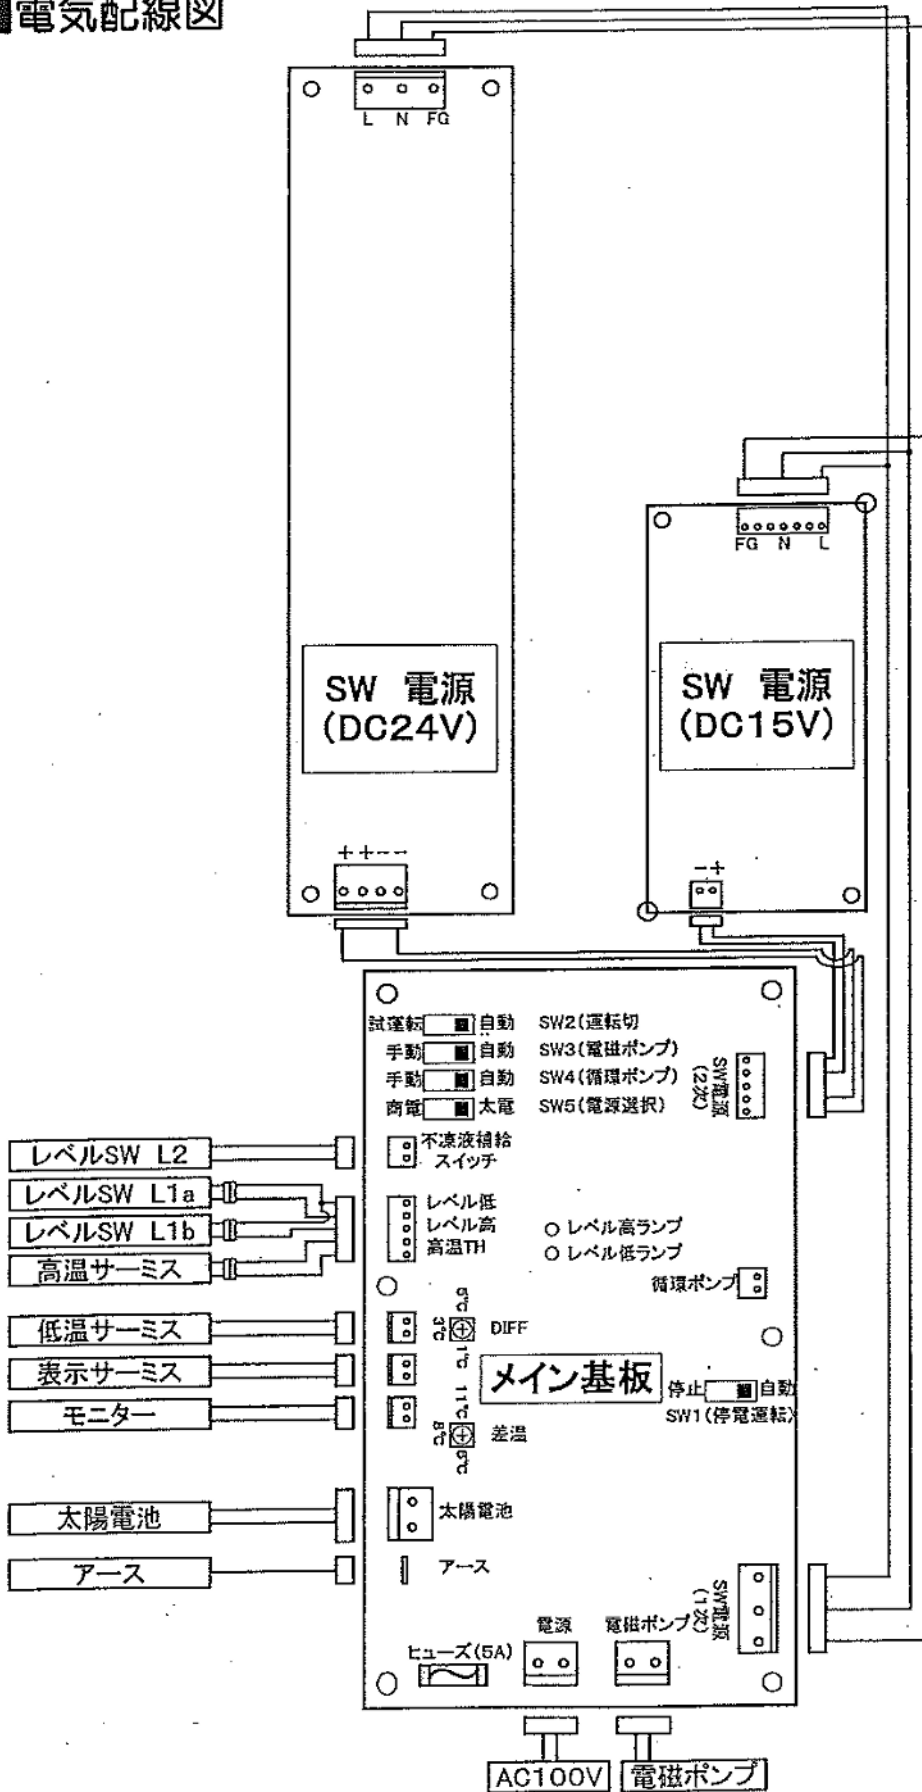 電気配線図
L N FG
FG N L
SW 電源
(DC24V)
SW 電源
(DC15V)
++--
-+
試運転 自動 SW2(運転切
手動 自動 SW3(電磁ポンプ)
手動 自動 SW4(循環ポンプ)
商電 太電 SW5(電源選択)
SW電源
(2次)
レベルSW L2
不凍液補給
スイッチ
レベルSW L1a
レベルSW L1b
高温サーミス
レベル低
レベル高
高温TH
レベル高ランプ
レベル低ランプ
循環ポンプ
低温サーミス
5℃
3℃
1℃
DIFF
表示サーミス
メイン基板
停止 自動
SW1(停電運転)
モニター
11℃
8℃
5℃
差温
太陽電池
太陽電池
アース
アース
SW電源
(1次)
電源
電磁ポンプ
ヒューズ(5A)
AC100V
電磁ポンプ